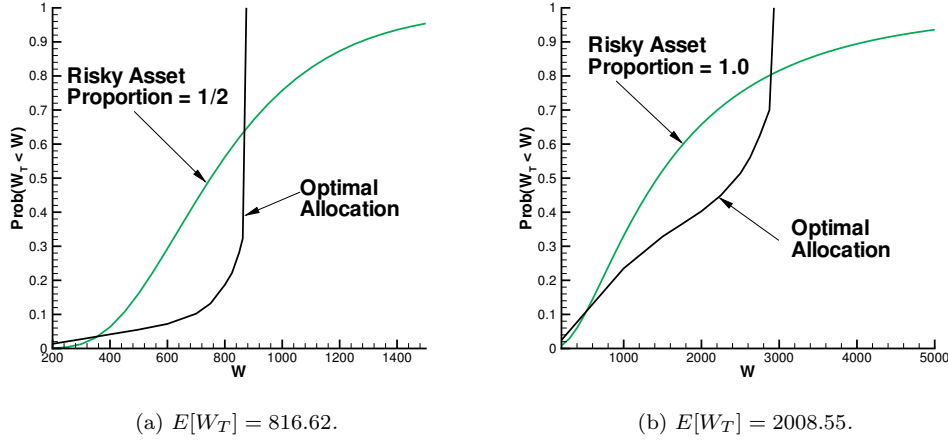 1
0.9
0.8
0.7
0.6
0.5
0.4
0.3
0.2
0.1
0
Prob(W_T < W)
Risky Asset
Proportion = 1/2
Optimal
Allocation
200 400 600 800 1000 1200 1400
W
(a) E[W_T] = 816.62.
1
0.9
0.8
0.7
0.6
0.5
0.4
0.3
0.2
0.1
0
Prob(W_T < W)
Risky Asset
Proportion = 1.0
Optimal
Allocation
1000 2000 3000 4000 5000
W
(b) E[W_T] = 2008.55.